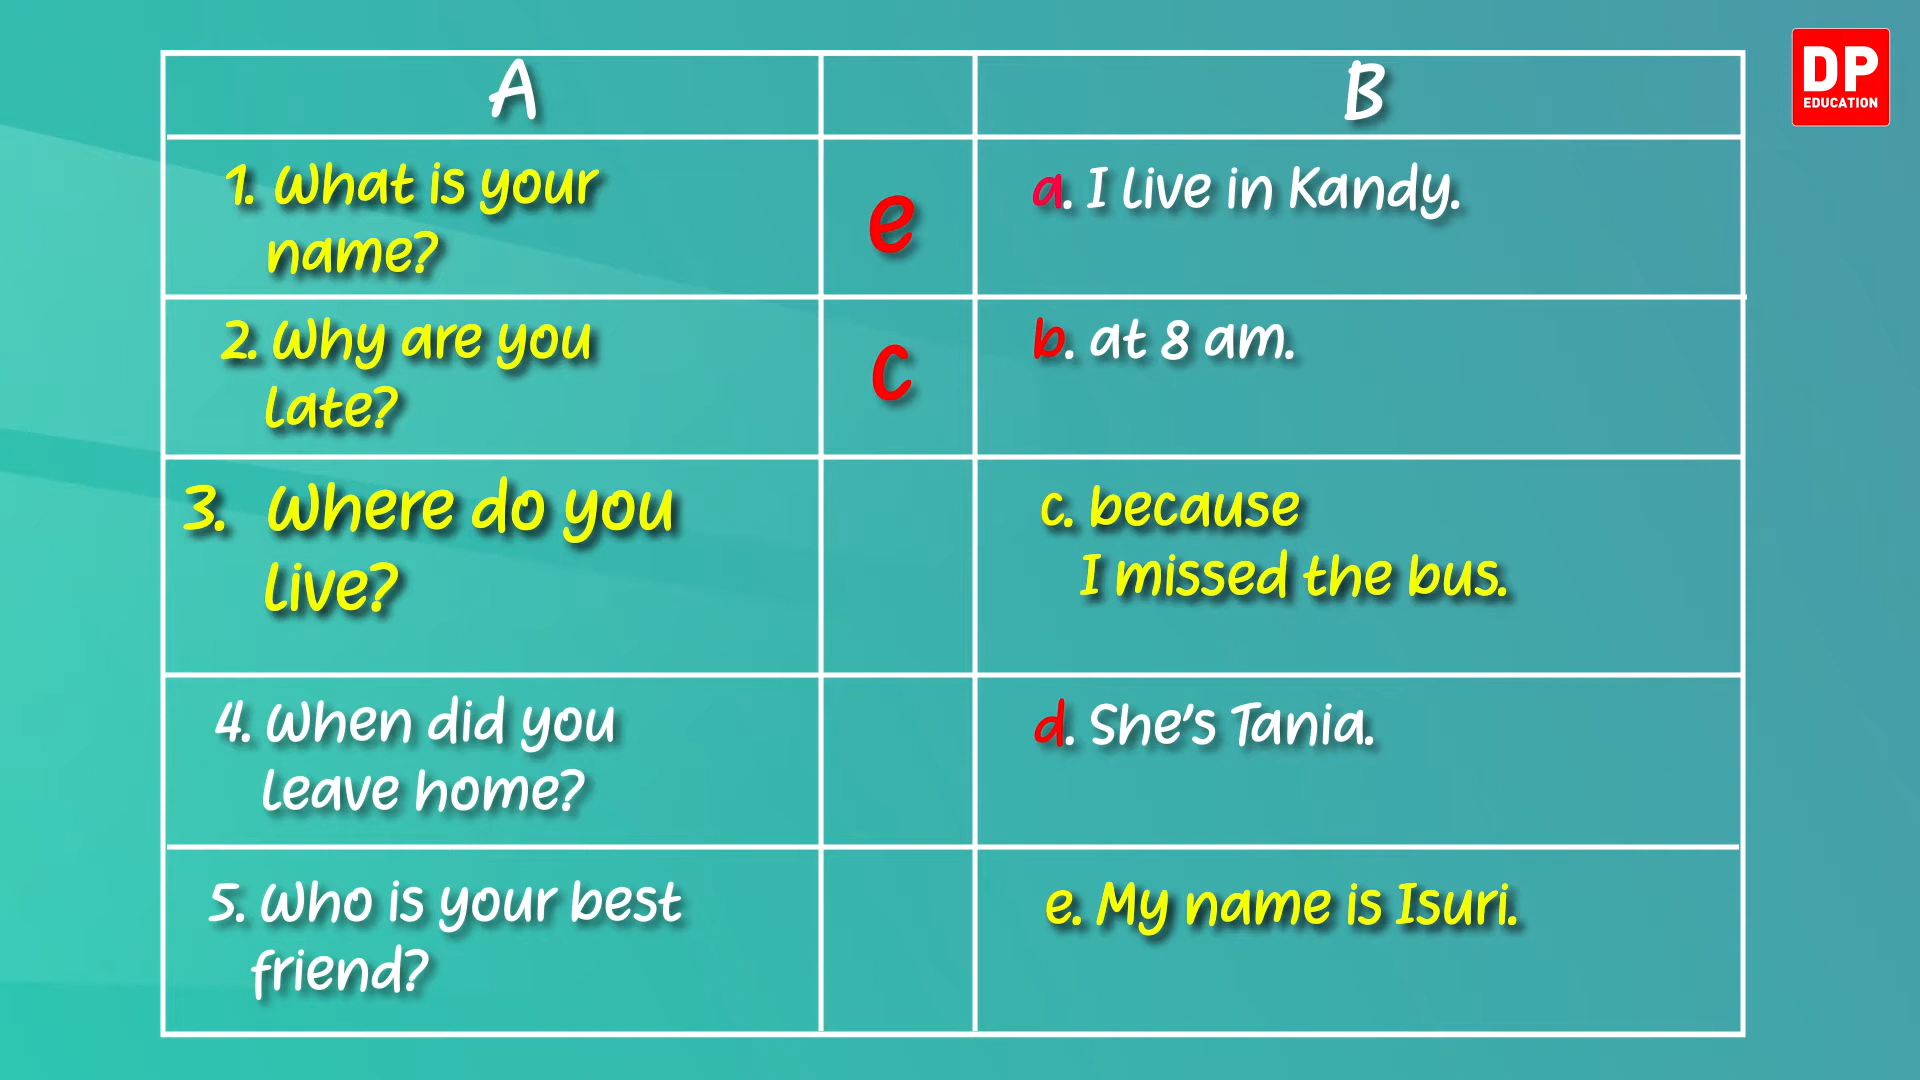 DP
EDUCATION
A
B
1. What is your
name?
e
a. I live in Kandy.
2. Why are you
late?
c
b. at 8 am.
3. Where do you
live?
c. because
I missed the bus.
4. When did you
leave home?
d. She's Tania.
5. Who is your best
friend?
e. My name is Isuri.